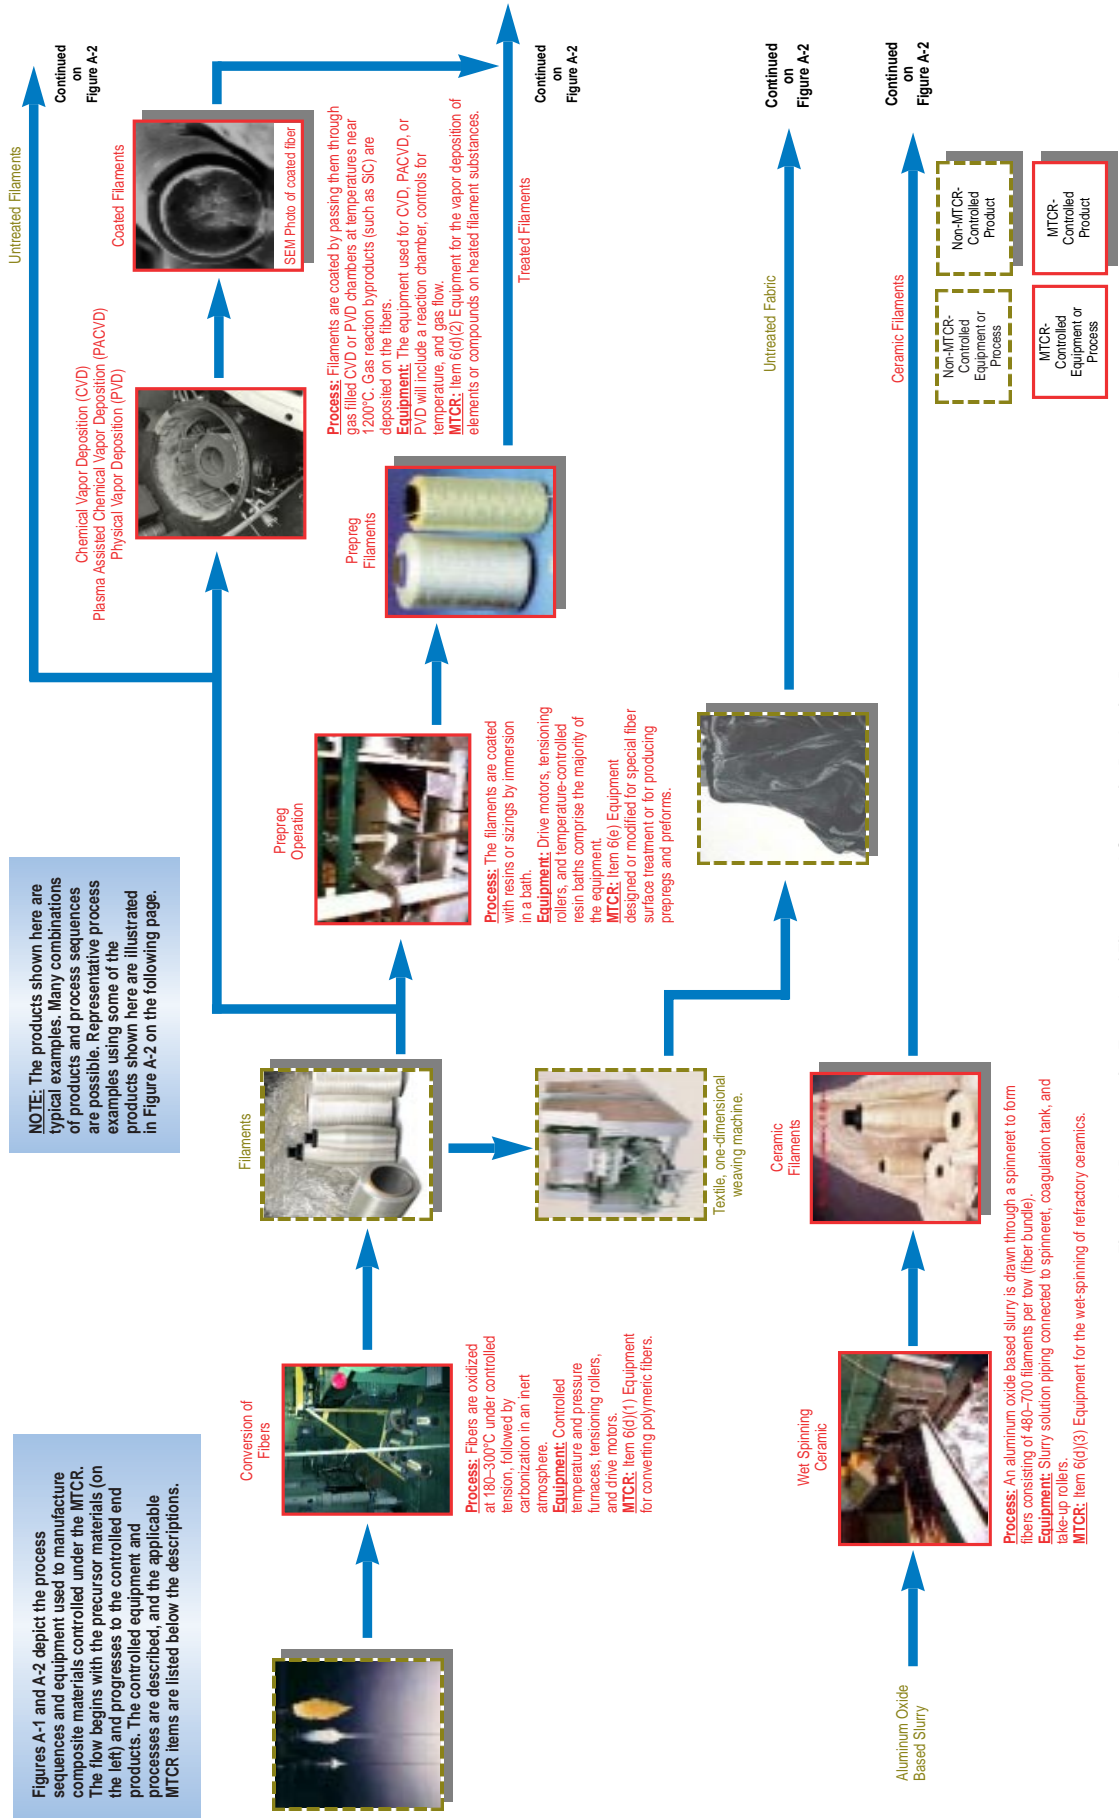 Figures A-1 and A-2 depict the process
sequences and equipment used to manufacture
composite materials controlled under the MTCR.
The flow begins with the precursor materials (on
the left) and progresses to the controlled end
products. The controlled equipment and
processes are described, and the applicable
MTCR items are listed below the descriptions.
NOTE: The products shown here are
typical examples. Many combinations
of products and process sequences
are possible. Representative process
examples using some of the
products shown here are illustrated
in Figure A-2 on the following page.
Untreated Filaments
Continued
on
Figure A-2
Conversion of
Fibers
Process: Fibers are oxidized
at 180–300°C under controlled
tension, followed by
carbonization in an inert
atmosphere.
Equipment: Controlled
temperature and pressure
furnaces, tensioning rollers,
and drive motors.
MTCR: Item 6(d)(1) Equipment
for converting polymeric fibers.
Filaments
Chemical Vapor Deposition (CVD)
Plasma Assisted Chemical Vapor Deposition (PACVD)
Physical Vapor Deposition (PVD)
Coated Filaments
SEM Photo of coated fiber
Process: Filaments are coated by passing them through
gas filled CVD or PVD chambers at temperatures near
1200°C. Gas reaction byproducts (such as SiC) are
deposited on the fibers.
Equipment: The equipment used for CVD, PACVD, or
PVD will include a reaction chamber, controls for
temperature, and gas flow.
MTCR: Item 6(d)(2) Equipment for the vapor deposition of
elements or compounds on heated filament substances.
Prepreg
Operation
Process: The filaments are coated
with resins or sizings by immersion
in a bath.
Equipment: Drive motors, tensioning
rollers, and temperature-controlled
resin baths comprise the majority of
the equipment.
MTCR: Item 6(e) Equipment
designed or modified for special fiber
surface treatment or for producing
prepregs and preforms.
Prepreg
Filaments
Treated Filaments
Continued
on
Figure A-2
Textile, one-dimensional
weaving machine.
Untreated Fabric
Continued
on
Figure A-2
Aluminum Oxide
Based Slurry
Wet Spinning
Ceramic
Process: An aluminum oxide based slurry is drawn through a spinneret to form
fibers consisting of 480–700 filaments per tow (fiber bundle).
Equipment: Slurry solution piping connected to spinneret, coagulation tank, and
take-up rollers.
MTCR: Item 6(d)(3) Equipment for the wet-spinning of refractory ceramics.
Ceramic
Filaments
Ceramic Filaments
Continued
on
Figure A-2
Non-MTCR-
Controlled
Equipment or
Process
Non-MTCR-
Controlled
Product
MTCR-
Controlled
Equipment or
Process
MTCR-
Controlled
Product